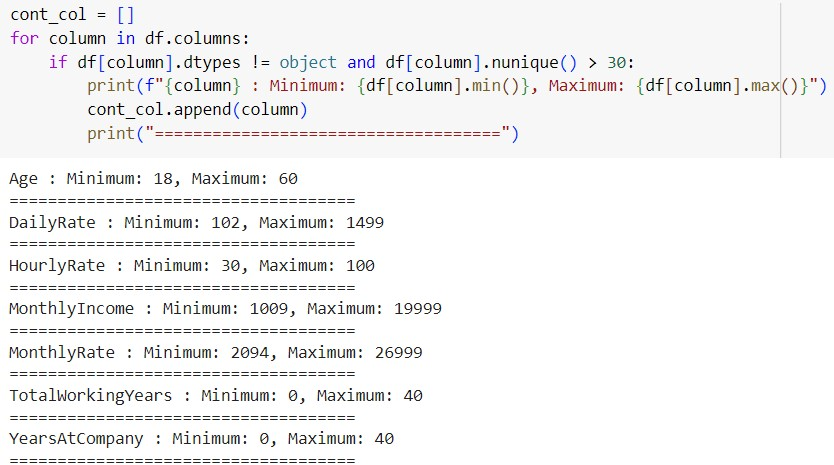 cont_col = []
for column in df.columns:
    if df[column].dtypes != object and df[column].nunique() > 30:
        print(f"{column} : Minimum: {df[column].min()}, Maximum: {df[column].max()}")
        cont_col.append(column)
        print("====================================")
Age : Minimum: 18, Maximum: 60
====================================
DailyRate : Minimum: 102, Maximum: 1499
====================================
HourlyRate : Minimum: 30, Maximum: 100
====================================
MonthlyIncome : Minimum: 1009, Maximum: 19999
====================================
MonthlyRate : Minimum: 2094, Maximum: 26999
====================================
TotalWorkingYears : Minimum: 0, Maximum: 40
====================================
YearsAtCompany : Minimum: 0, Maximum: 40
====================================